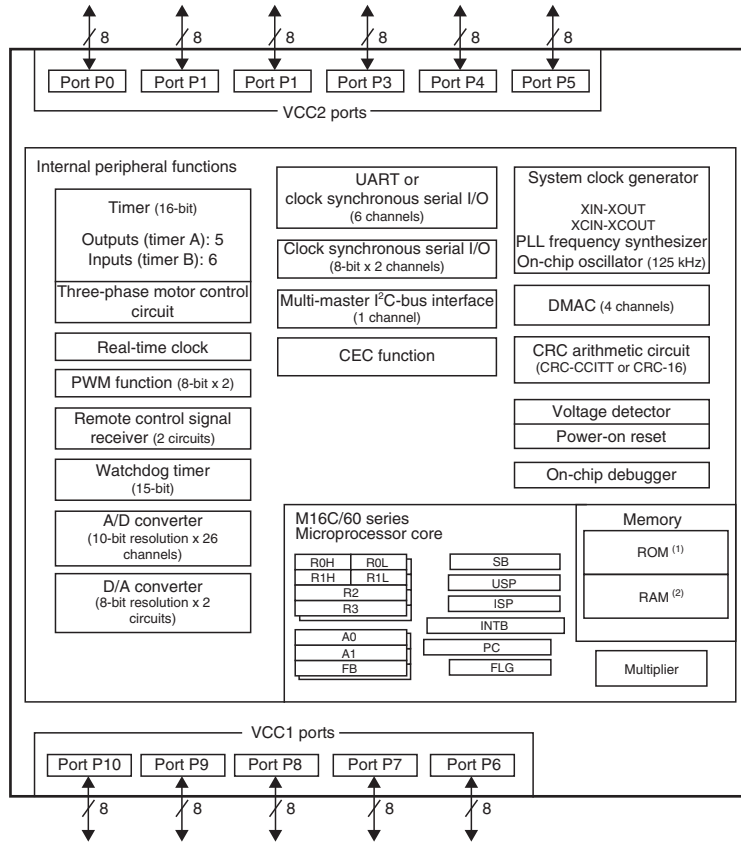 8 8 8 8 8 8
Port P0 Port P1 Port P1 Port P3 Port P4 Port P5
VCC2 ports
Internal peripheral functions
Timer (16-bit)
Outputs (timer A): 5
Inputs (timer B): 6
Three-phase motor control
circuit
Real-time clock
PWM function (8-bit x 2)
Remote control signal
receiver (2 circuits)
Watchdog timer
(15-bit)
A/D converter
(10-bit resolution x 26
channels)
D/A converter
(8-bit resolution x 2
circuits)
UART or
clock synchronous serial I/O
(6 channels)
Clock synchronous serial I/O
(8-bit x 2 channels)
Multi-master I²C-bus interface
(1 channel)
CEC function
System clock generator
XIN-XOUT
XCIN-XCOUT
PLL frequency synthesizer
On-chip oscillator (125 kHz)
DMAC (4 channels)
CRC arithmetic circuit
(CRC-CCITT or CRC-16)
Voltage detector
Power-on reset
On-chip debugger
M16C/60 series
Microprocessor core
R0H R0L
R1H R1L
R2
R3
A0
A1
FB
SB
USP
ISP
INTB
PC
FLG
Memory
ROM (1)
RAM (2)
Multiplier
VCC1 ports
Port P10 Port P9 Port P8 Port P7 Port P6
8 8 8 8 8